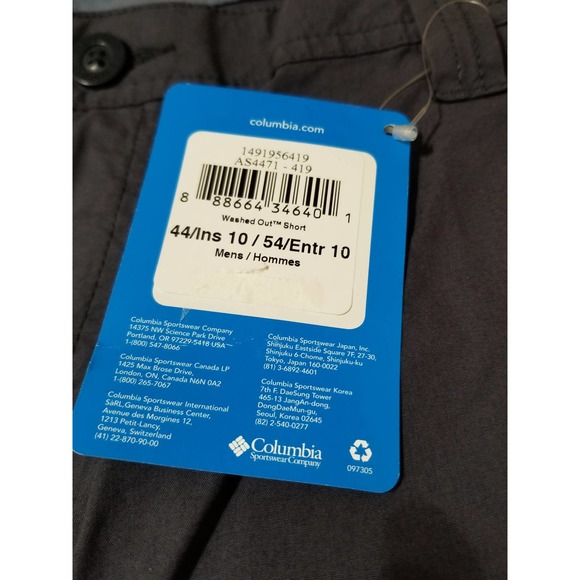 columbia.com
1491956419
AS4471 - 419
8 88664 34640 1
Washed Out™ Short
44/Ins 10 / 54/Entr 10
Mens / Hommes
Columbia Sportswear Company
14375 NW Science Park Drive
Portland, OR 97229-5418 USA
1-(800) 547-8066
Columbia Sportswear Canada LP
1425 Max Brose Drive,
London, ON, Canada N6N 0A2
1-(800) 265-7067
Columbia Sportswear International
SàRL,Geneva Business Center,
Avenue des Morgines 12,
1213 Petit-Lancy,
Geneva, Switzerland
(41) 22-870-90-00
Columbia Sportswear Japan, Inc.
Shinjuku Eastside Square 7F, 27-30,
Shinjuku 6-Chome, Shinjuku-ku
Tokyo, Japan 160-0022
(81) 3-6892-4601
Columbia Sportswear Korea
7th F. DaeSung Tower
465-13 JangAn-dong,
DongDaeMun-gu,
Seoul, Korea 02645
(82) 2-540-0277
Columbia
Sportswear Company
097305